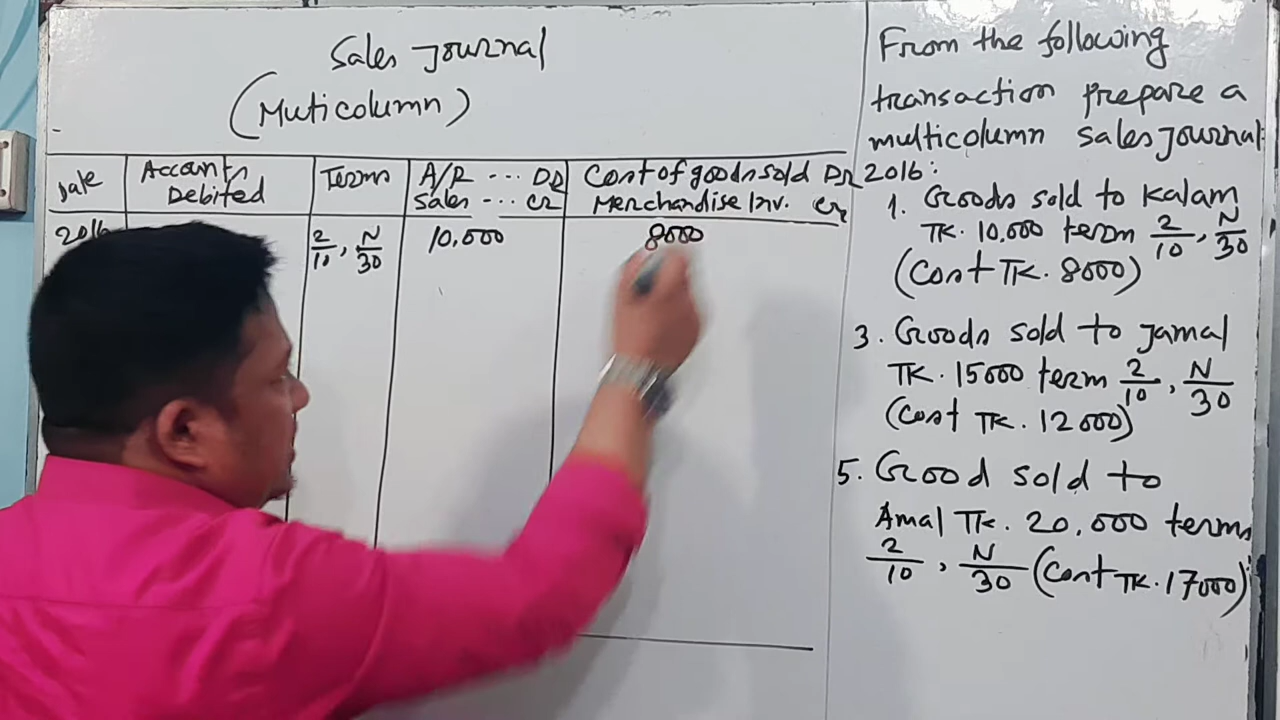 Sales Journal
(Muticolumn)
Date
Accounts
Debited
Terms
A/R ... DR
Sales ... CR
Cost of goods sold DR
Merchandise Inv. CR
2016
2/10, N/30
10,000
8000
From the following
transaction prepare a
multicolumn sales Journal
2016:
1. Goods sold to Kalam
TK. 10,000 term 2/10, N/30
(Cost TK. 8000)
3. Goods sold to Jamal
TK. 15000 term 2/10, N/30
(Cost TK. 12000)
5. Good sold to
Amal TK. 20,000 terms
2/10, N/30 (Cost TK. 17000)